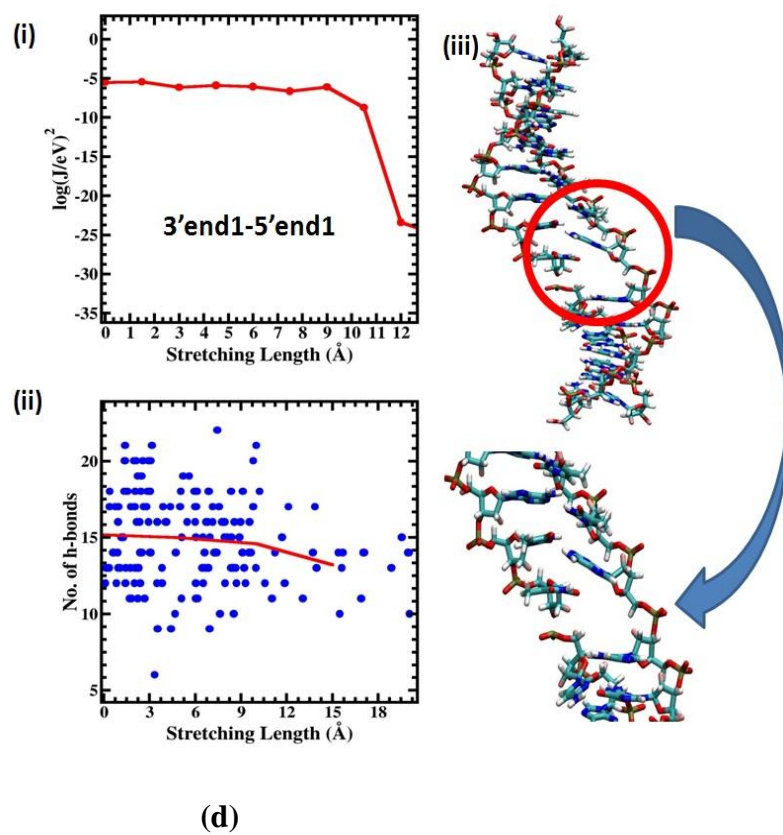 (i)
0
-5
-10
-15
-20
-25
-30
-35
log(J/eV)²
3'end1-5'end1
0 1 2 3 4 5 6 7 8 9 10 11 12
Stretching Length (Å)
(ii)
20
15
10
5
No. of h-bonds
0 3 6 9 12 15 18
Stretching Length (Å)
(iii)
(d)